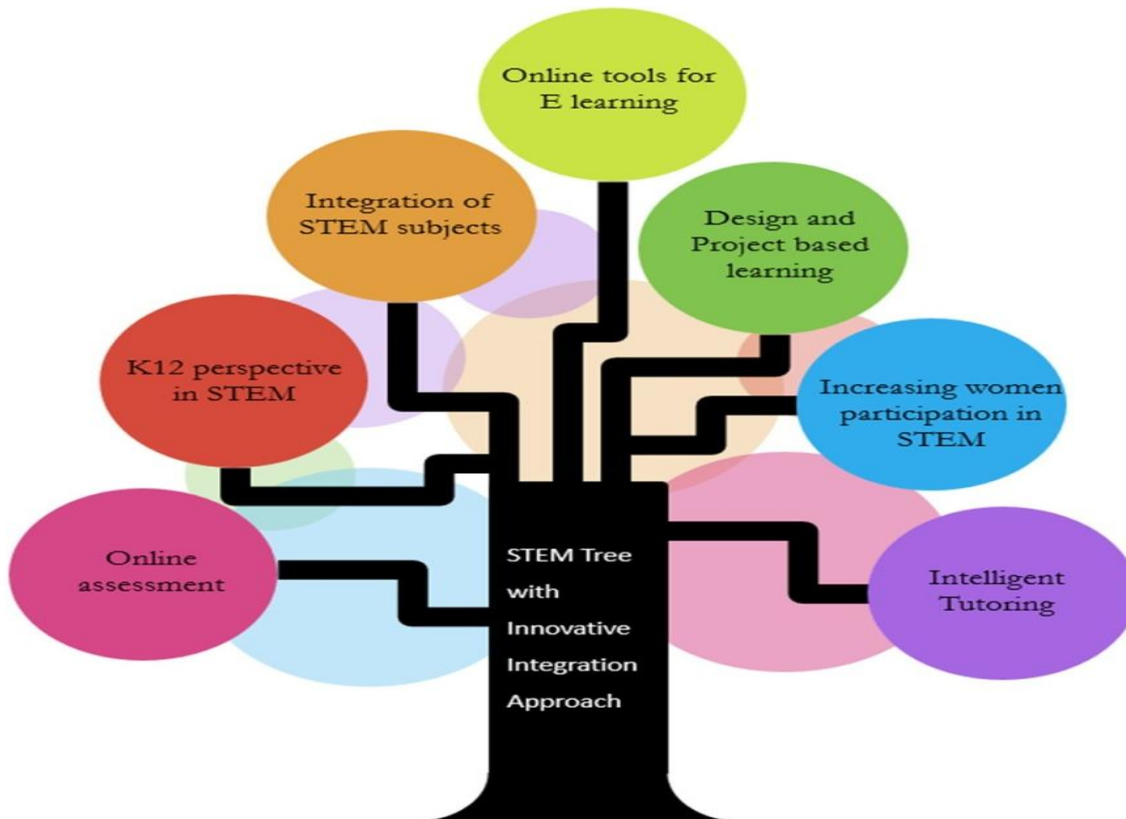 Online tools for
E learning
Integration of
STEM subjects
Design and
Project based
learning
K12 perspective
in STEM
Increasing women
participation in
STEM
Online
assessment
STEM Tree
with
Innovative
Integration
Approach
Intelligent
Tutoring